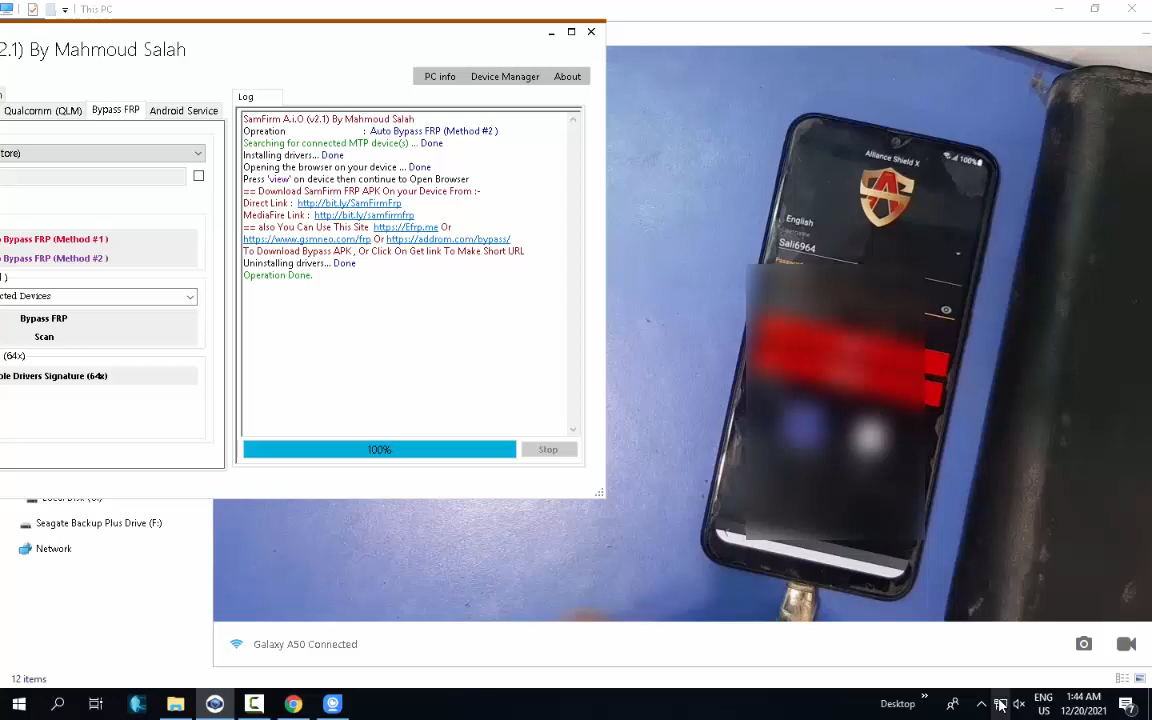 This PC
2.1) By Mahmoud Salah
PC info
Device Manager
About
Qualcomm (QLM)
Bypass FRP
Android Service
tore)
Bypass FRP (Method #1)
Bypass FRP (Method #2 )
cted Devices
Bypass FRP
Scan
(64x)
ble Drivers Signature (64x)
Log
SamFirm A.i.O (v2.1) By Mahmoud Salah
Opreation : Auto Bypass FRP (Method #2 )
Searching for connected MTP device(s) ... Done
Installing drivers... Done
Opening the browser on your device ... Done
Press 'view' on device then continue to Open Browser
== Download SamFirm FRP APK On your Device From :-
Direct Link : http://bit.ly/SamFirmFrp
MediaFire Link : http://bit.ly/samfirmfrp
== also You Can Use This Site https://Efrp.me Or
https://www.gsmneo.com/frp Or https://addrom.com/bypass/
To Download Bypass APK , Or Click On Get link To Make Short URL
Uninstalling drivers... Done
Operation Done.
100%
Stop
Alliance Shield X
100%
English
Sali6964
Seagate Backup Plus Drive (F:)
Network
Galaxy A50 Connected
12 items
Desktop
ENG
US
1:44 AM
12/20/2021
7